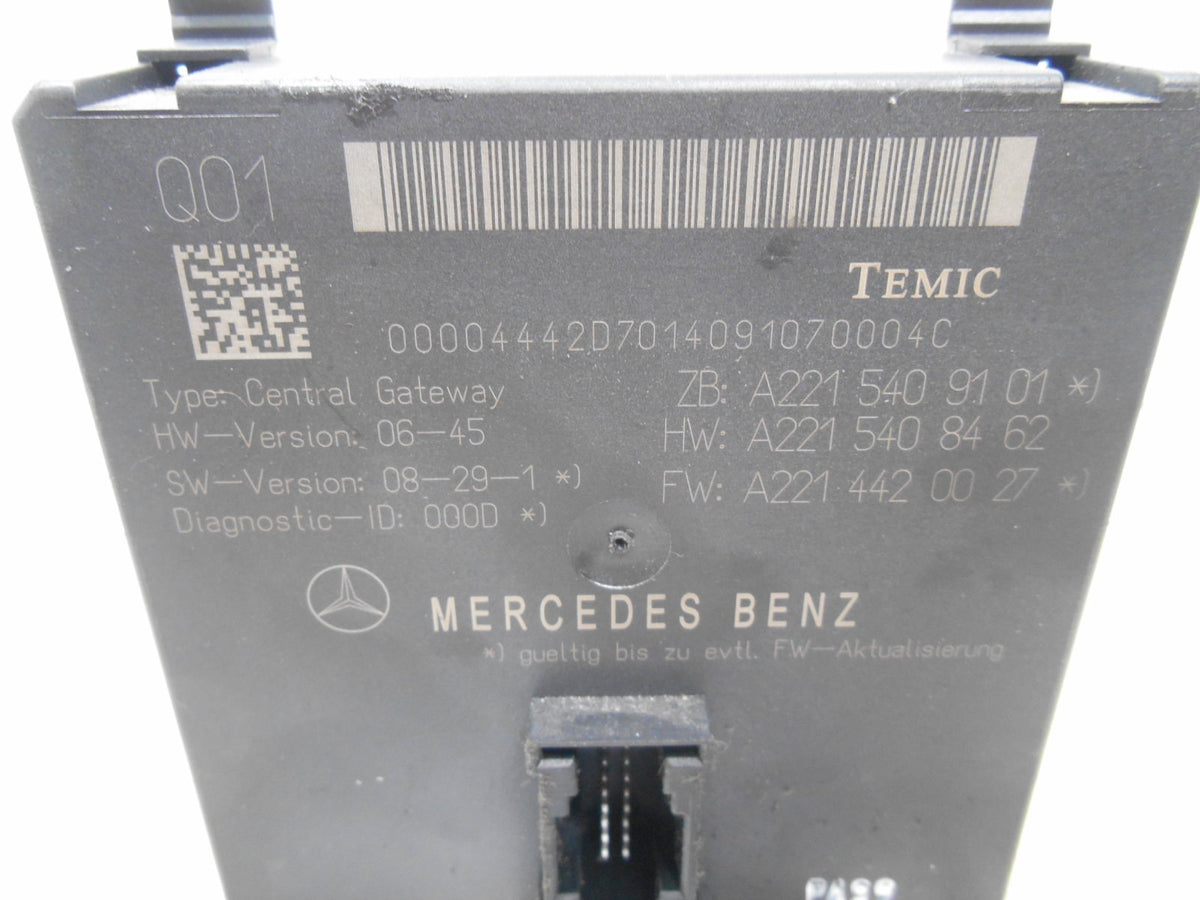 Q01
TEMIC
00004442D7014091070004C
Type: Central Gateway
ZB: A221 540 91 01 *)
HW-Version: 06-45
HW: A221 540 84 62
SW-Version: 08-29-1 *)
FW: A221 442 00 27 *)
Diagnostic-ID: 000D *)
MERCEDES BENZ
*) gueltig bis zu evtl. FW-Aktualisierung
PASS